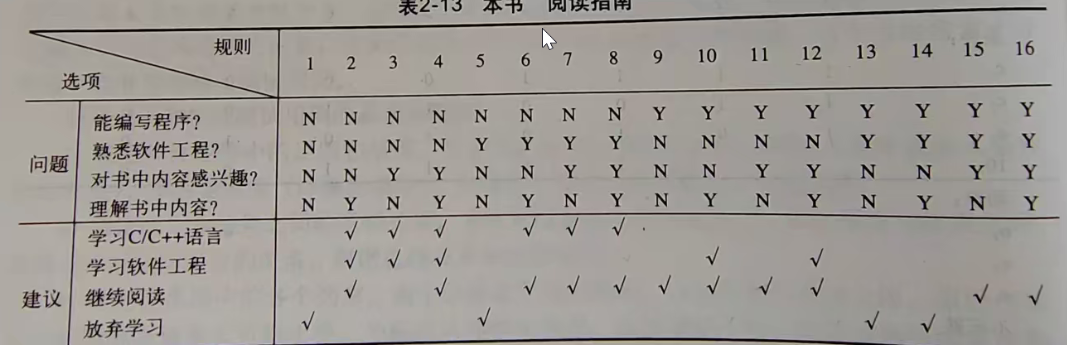 表2-13 本书 阅读指南
规则 1 2 3 4 5 6 7 8 9 10 11 12 13 14 15 16
选项
问题
能编写程序? N N N N N N N N Y Y Y Y Y Y Y Y
熟悉软件工程? N N N N Y Y Y Y N N N N Y Y Y Y
对书中内容感兴趣? N N Y Y N N Y Y N N Y Y N N Y Y
理解书中内容? N Y N Y N Y N Y N Y N Y N Y N Y
建议
学习C/C++语言 √ √ √ √ √ √
学习软件工程 √ √ √ √ √
继续阅读 √ √ √ √ √ √ √ √ √ √ √
放弃学习 √ √ √ √